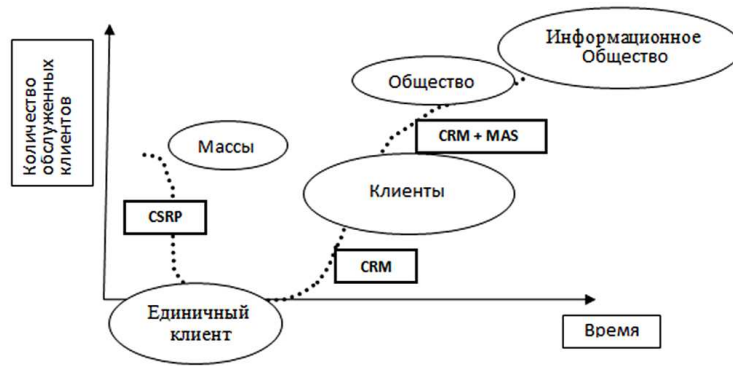 Количество
обслуженных
клиентов
Массы
CSRP
Единичный
клиент
CRM
Клиенты
CRM + MAS
Общество
Информационное
Общество
Время